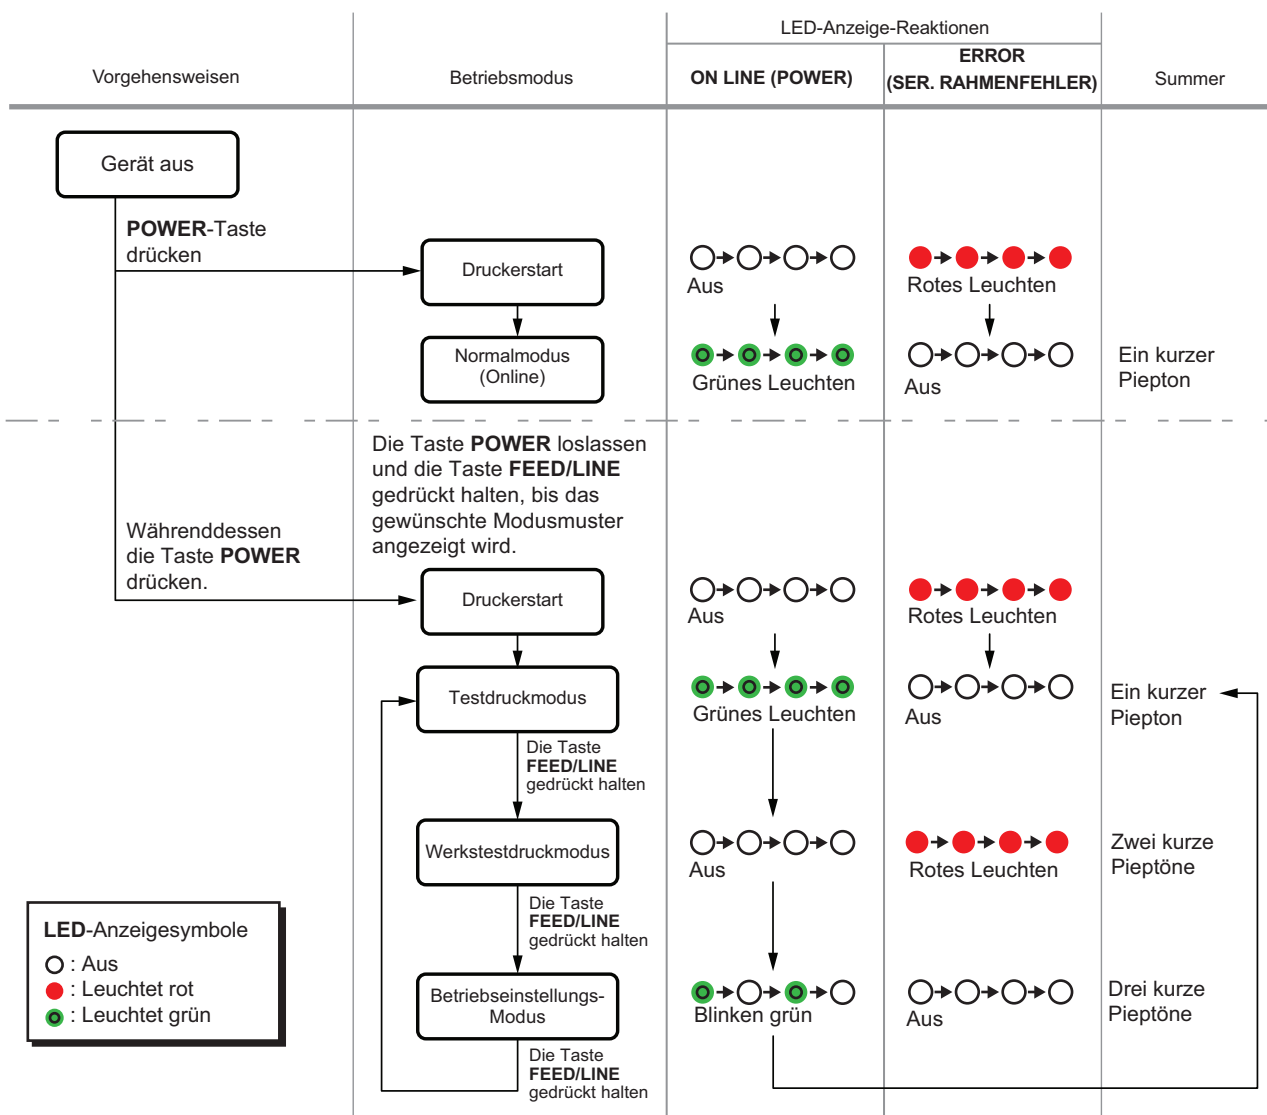 LED-Anzeige-Reaktionen
Vorgehensweisen
Betriebsmodus
ON LINE (POWER)
ERROR
(SER. RAHMENFEHLER)
Summer
Gerät aus
POWER-Taste
drücken
Druckerstart
Aus
Rotes Leuchten
Normalmodus
(Online)
Grünes Leuchten
Aus
Ein kurzer
Piepton
Die Taste POWER loslassen
und die Taste FEED/LINE
gedrückt halten, bis das
gewünschte Modusmuster
angezeigt wird.
Währenddessen
die Taste POWER
drücken.
Druckerstart
Aus
Rotes Leuchten
Testdruckmodus
Grünes Leuchten
Aus
Ein kurzer
Piepton
Die Taste
FEED/LINE
gedrückt halten
Werkstestdruckmodus
Aus
Rotes Leuchten
Zwei kurze
Pieptöne
Die Taste
FEED/LINE
gedrückt halten
Betriebseinstellungs-
Modus
Blinken grün
Aus
Drei kurze
Pieptöne
Die Taste
FEED/LINE
gedrückt halten
LED-Anzeigesymbole
: Aus
: Leuchtet rot
: Leuchtet grün